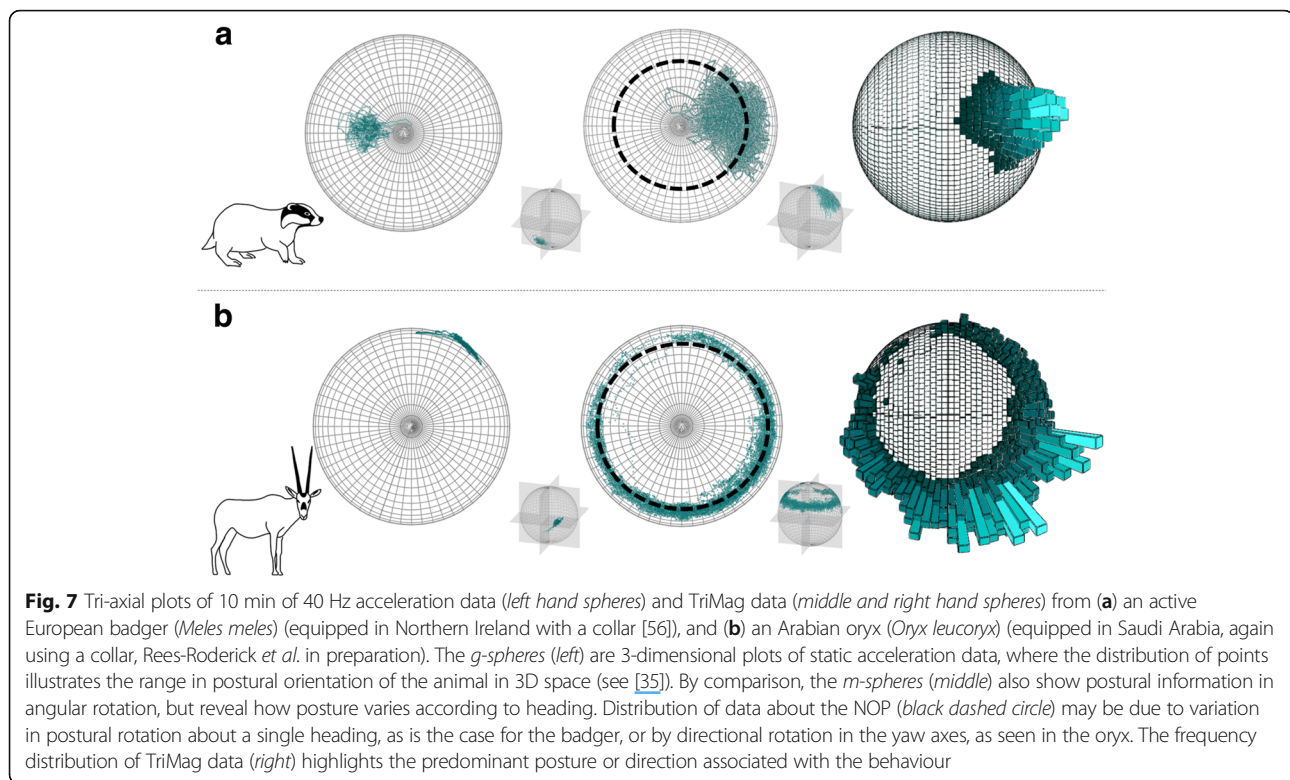 a
b
Fig. 7 Tri-axial plots of 10 min of 40 Hz acceleration data (left hand spheres) and TriMag data (middle and right hand spheres) from (a) an active
European badger (Meles meles) (equipped in Northern Ireland with a collar [56]), and (b) an Arabian oryx (Oryx leucoryx) (equipped in Saudi Arabia, again
using a collar, Rees-Roderick et al. in preparation). The g-spheres (left) are 3-dimensional plots of static acceleration data, where the distribution of points
illustrates the range in postural orientation of the animal in 3D space (see [35]). By comparison, the m-spheres (middle) also show postural information in
angular rotation, but reveal how posture varies according to heading. Distribution of data about the NOP (black dashed circle) may be due to variation
in postural rotation about a single heading, as is the case for the badger, or by directional rotation in the yaw axes, as seen in the oryx. The frequency
distribution of TriMag data (right) highlights the predominant posture or direction associated with the behaviour